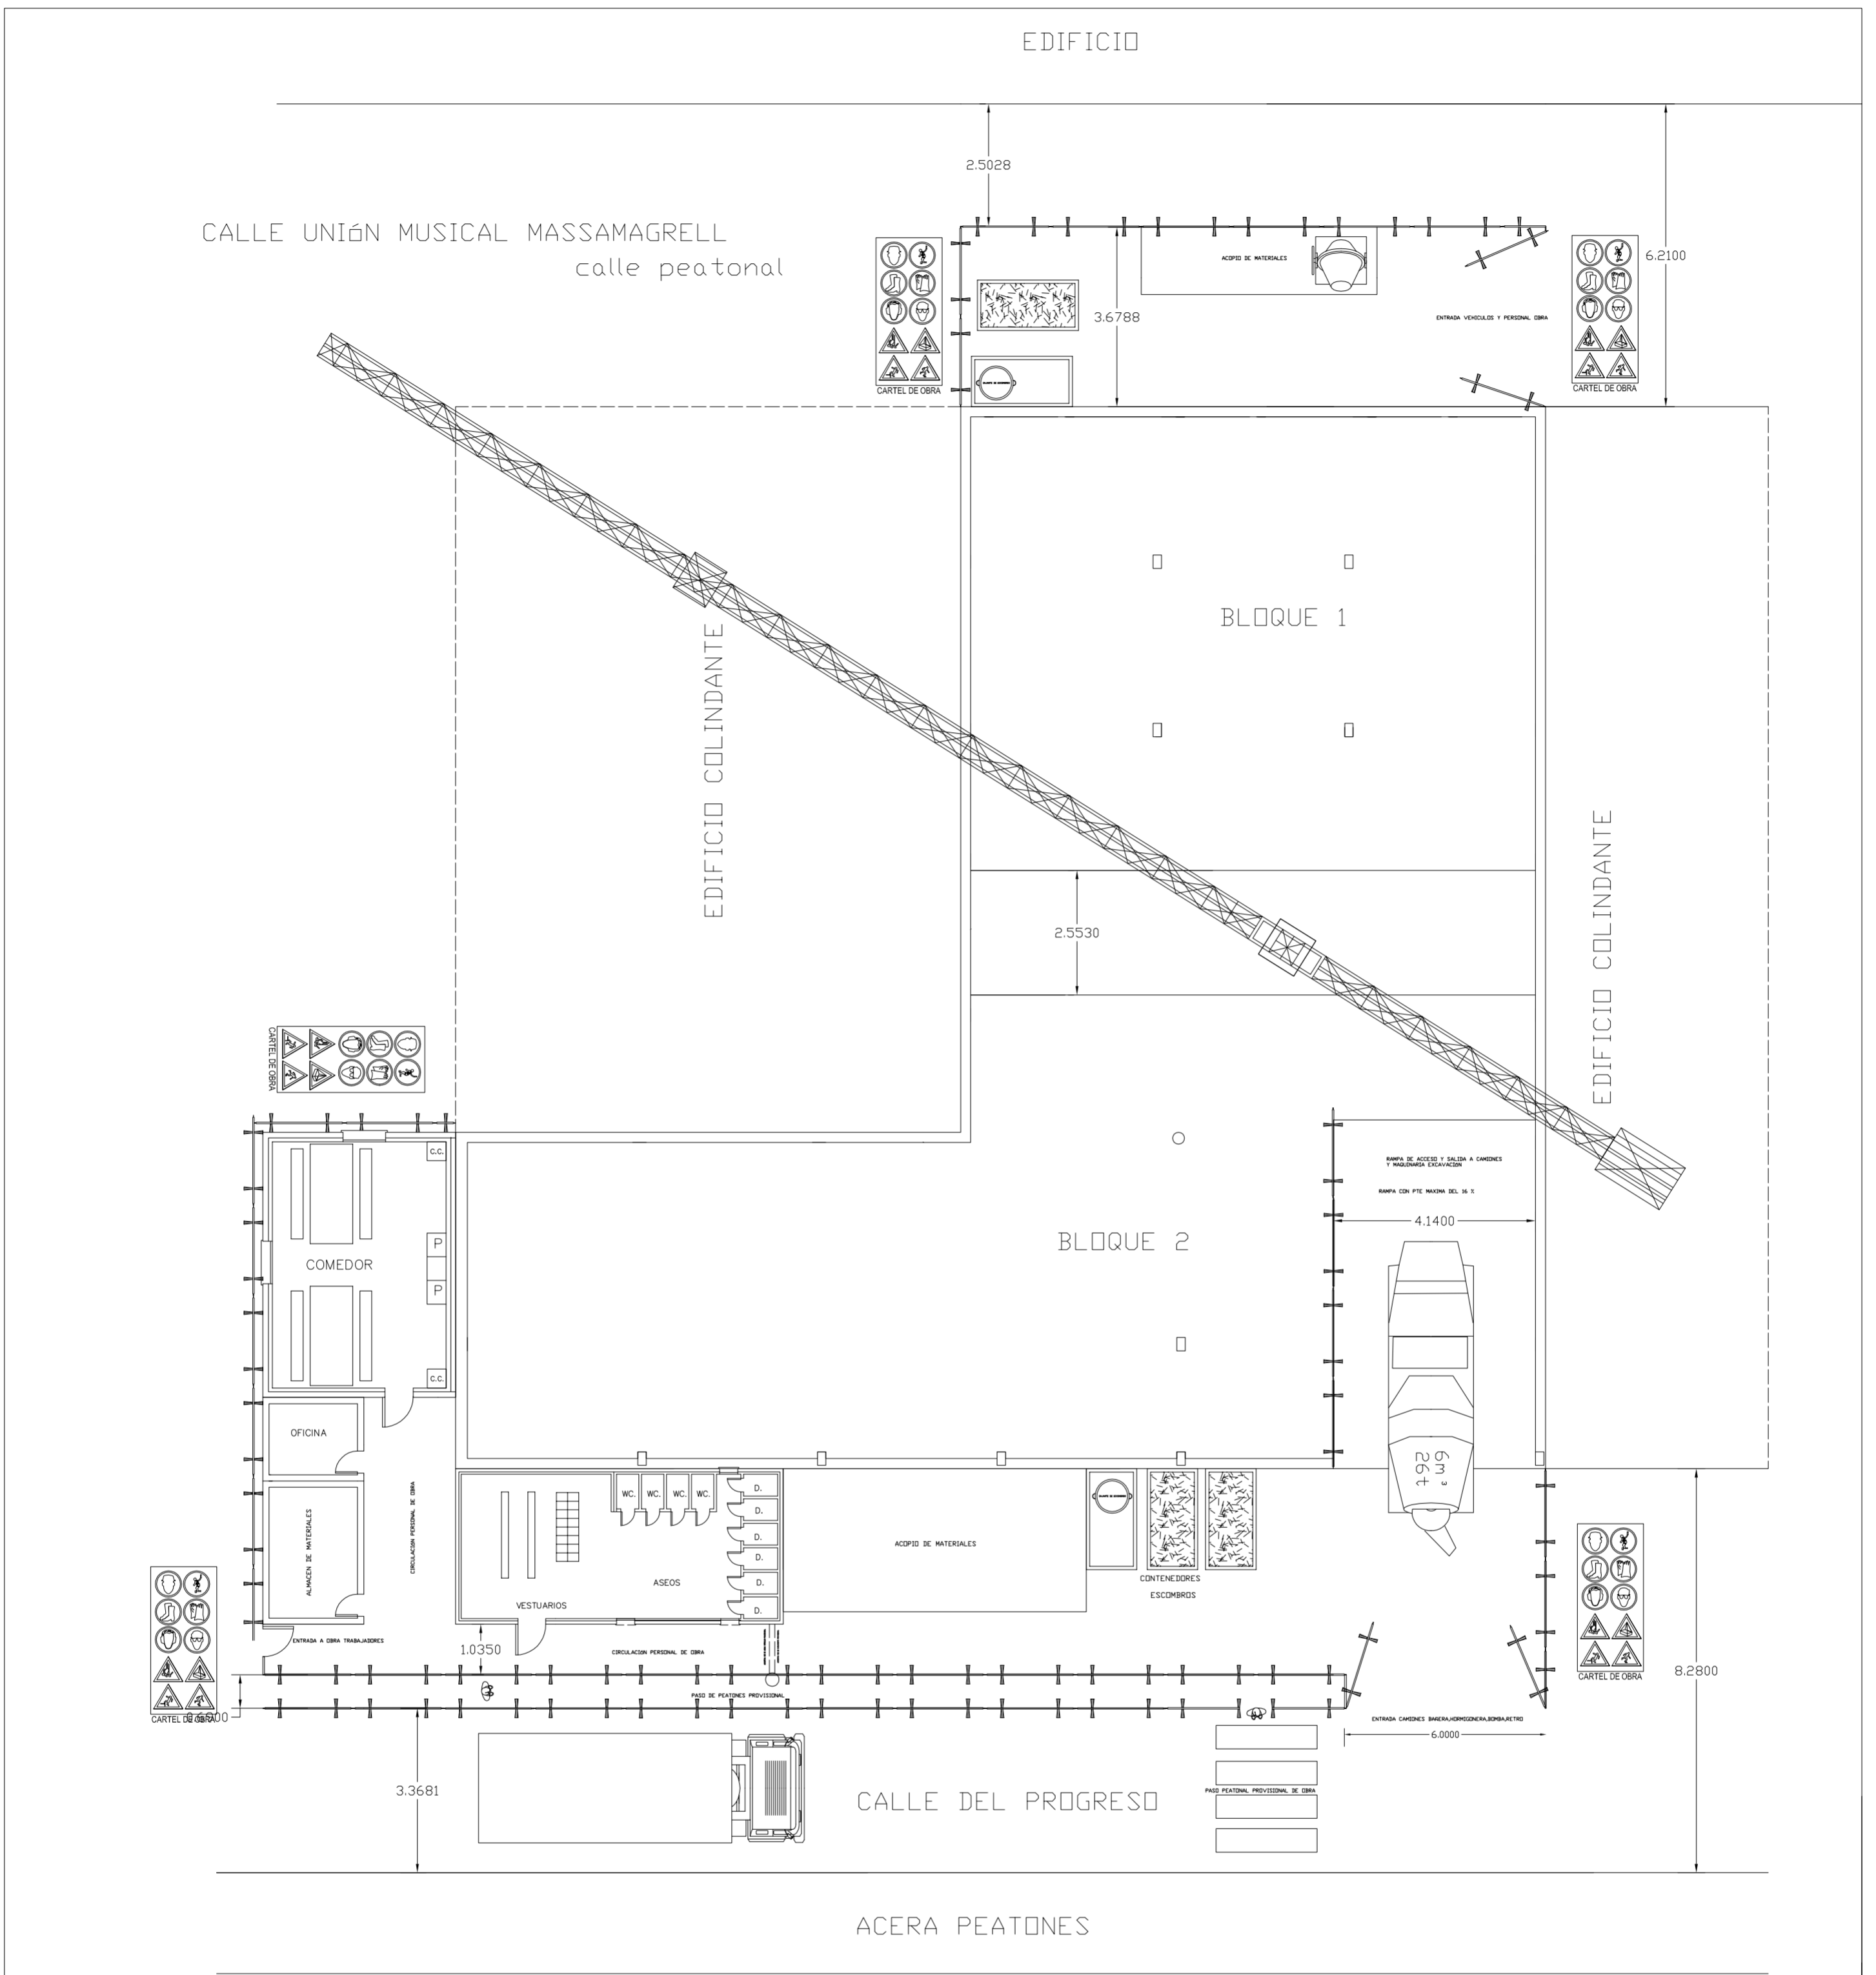 EDIFICIO
2.5028
6.2100
CALLE UNIóN MUSICAL MASSAMAGRELL
calle peatonal
ACOPIO DE MATERIALES
3.6788
ENTRADA VEHICULOS Y PERSONAL OBRA
CARTEL DE OBRA
CARTEL DE OBRA
BLOQUE 1
EDIFICIO COLINDANTE
EDIFICIO COLINDANTE
2.5530
CARTEL DE OBRA
RAMPA DE ACCESO Y SALIDA A CAMIONES
Y MAQUINARIA EXCAVACIóN
RAMPA CON PTE MAXIMA DEL 16 %
4.1400
BLOQUE 2
C.C.
P
COMEDOR
P
C.C.
OFICINA
6m³
26t
WC.
WC.
WC.
WC.
D.
D.
D.
D.
D.
D.
ALMACEN DE MATERIALES
CIRCULACION PERSONAL DE OBRA
ACOPIO DE MATERIALES
ASEOS
VESTUARIOS
CONTENEDORES
ESCOMBROS
ENTRADA A OBRA TRABAJADORES
1.0350
CIRCULACION PERSONAL DE OBRA
PASO DE PEATONES PROVISIONAL
CARTEL DE OBRA
CARTEL DE OBRA
8.2800
ENTRADA CAMIONES BAÑERA,HORMIGONERA,BOMBA,RETRO
6.0000
3.3681
CALLE DEL PROGRESO
PASO PEATONAL PROVISIONAL DE OBRA
ACERA PEATONES